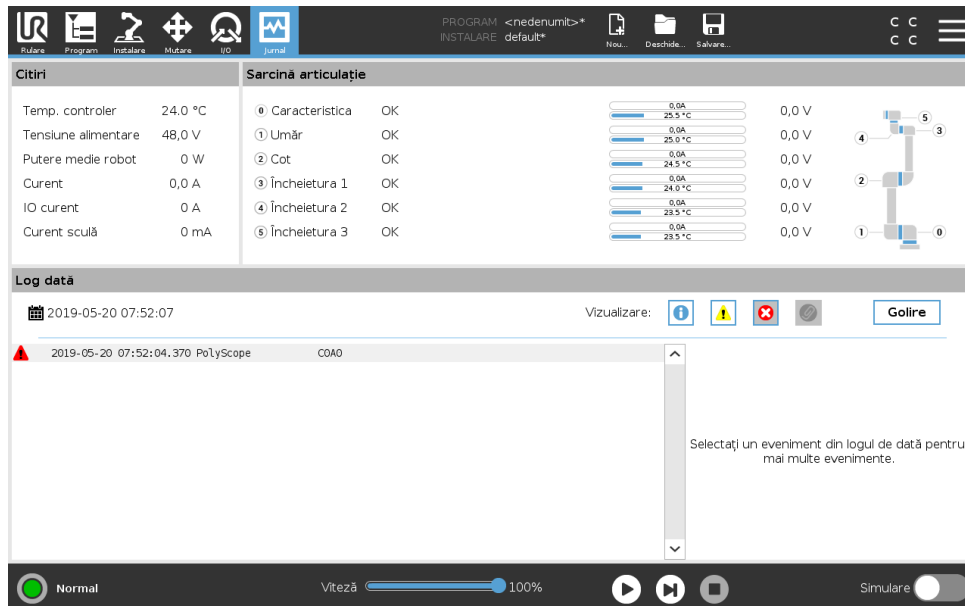 PROGRAM <nedenumit>*
INSTALARE default*
C C
C C
Rulare Program Instalare Mutare I/O Jurnal Nou... Deschide... Salvare...
Citiri
Temp. controler 24.0 °C
Tensiune alimentare 48,0 V
Putere medie robot 0 W
Curent 0,0 A
IO curent 0 A
Curent sculă 0 mA
Sarcină articulație
0 Caracteristica OK 0,0A 25.5 °C 0,0 V
1 Umăr OK 0,0A 25.0 °C 0,0 V
2 Cot OK 0,0A 24.5 °C 0,0 V
3 Încheietura 1 OK 0,0A 24.0 °C 0,0 V
4 Încheietura 2 OK 0,0A 23.5 °C 0,0 V
5 Încheietura 3 OK 0,0A 23.5 °C 0,0 V
5
4 3
2
1 0
Log dată
2019-05-20 07:52:07 Vizualizare: Golire
2019-05-20 07:52:04.370 PolyScope C0A0
Selectați un eveniment din logul de dată pentru
mai multe evenimente.
Normal Viteză 100% Simulare